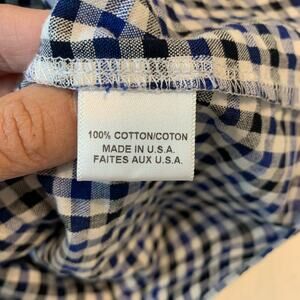 100% COTTON/COTON
MADE IN U.S.A.
FAITES AUX U.S.A.